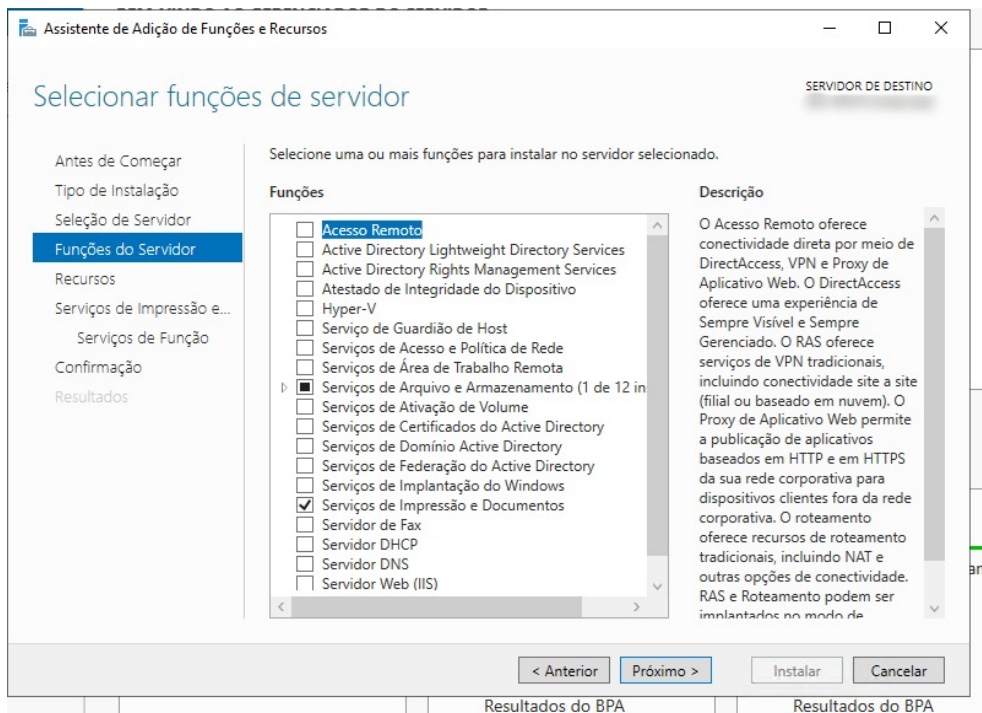 Assistente de Adição de Funções e Recursos
Selecionar funções de servidor
SERVIDOR DE DESTINO
Antes de Começar
Tipo de Instalação
Seleção de Servidor
Funções do Servidor
Recursos
Serviços de Impressão e...
Serviços de Função
Confirmação
Resultados
Selecione uma ou mais funções para instalar no servidor selecionado.
Funções
Acesso Remoto
Active Directory Lightweight Directory Services
Active Directory Rights Management Services
Atestado de Integridade do Dispositivo
Hyper-V
Serviço de Guardião de Host
Serviços de Acesso e Política de Rede
Serviços de Área de Trabalho Remota
Serviços de Arquivo e Armazenamento (1 de 12 in
Serviços de Ativação de Volume
Serviços de Certificados do Active Directory
Serviços de Domínio Active Directory
Serviços de Federação do Active Directory
Serviços de Implantação do Windows
Serviços de Impressão e Documentos
Servidor de Fax
Servidor DHCP
Servidor DNS
Servidor Web (IIS)
Descrição
O Acesso Remoto oferece
conectividade direta por meio de
DirectAccess, VPN e Proxy de
Aplicativo Web. O DirectAccess
oferece uma experiência de
Sempre Visível e Sempre
Gerenciado. O RAS oferece
serviços de VPN tradicionais,
incluindo conectividade site a site
(filial ou baseado em nuvem). O
Proxy de Aplicativo Web permite
a publicação de aplicativos
baseados em HTTP e em HTTPS
da sua rede corporativa para
dispositivos clientes fora da rede
corporativa. O roteamento
oferece recursos de roteamento
tradicionais, incluindo NAT e
outras opções de conectividade.
RAS e Roteamento podem ser
implantados no modo de
< Anterior
Próximo >
Instalar
Cancelar
Resultados do BPA
Resultados do BPA